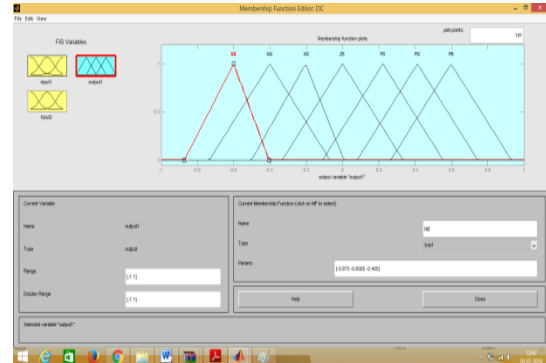 Membership Function Editor: DC
File Edit View
FIS Variables
Membership function plots
plot points:
181
input1
output1
input2
NB NM NS ZE PS PM PB
1
0.5
0
-1 -0.8 -0.6 -0.4 -0.2 0 0.2 0.4 0.6 0.8 1
output variable "output1"
Current Variable
Name output1
Type output
Range [-1 1]
Display Range [-1 1]
Current Membership Function (click on MF to select)
Name NB
Type trimf
Params
Help Close
Selected variable "output1"